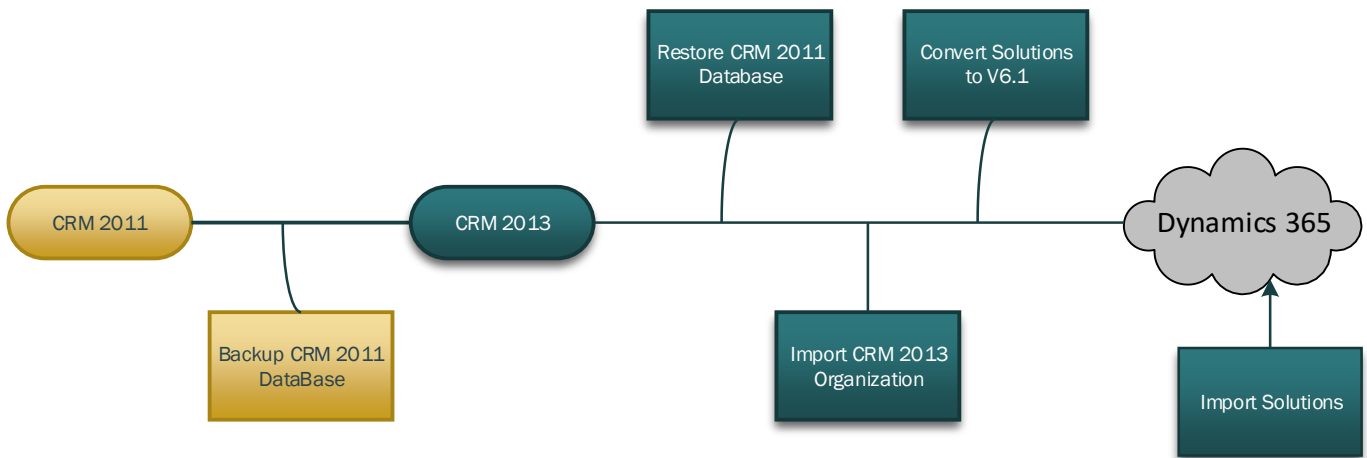 Restore CRM 2011
Database
Convert Solutions
to V6.1
CRM 2011
CRM 2013
Dynamics 365
Backup CRM 2011
DataBase
Import CRM 2013
Organization
Import Solutions